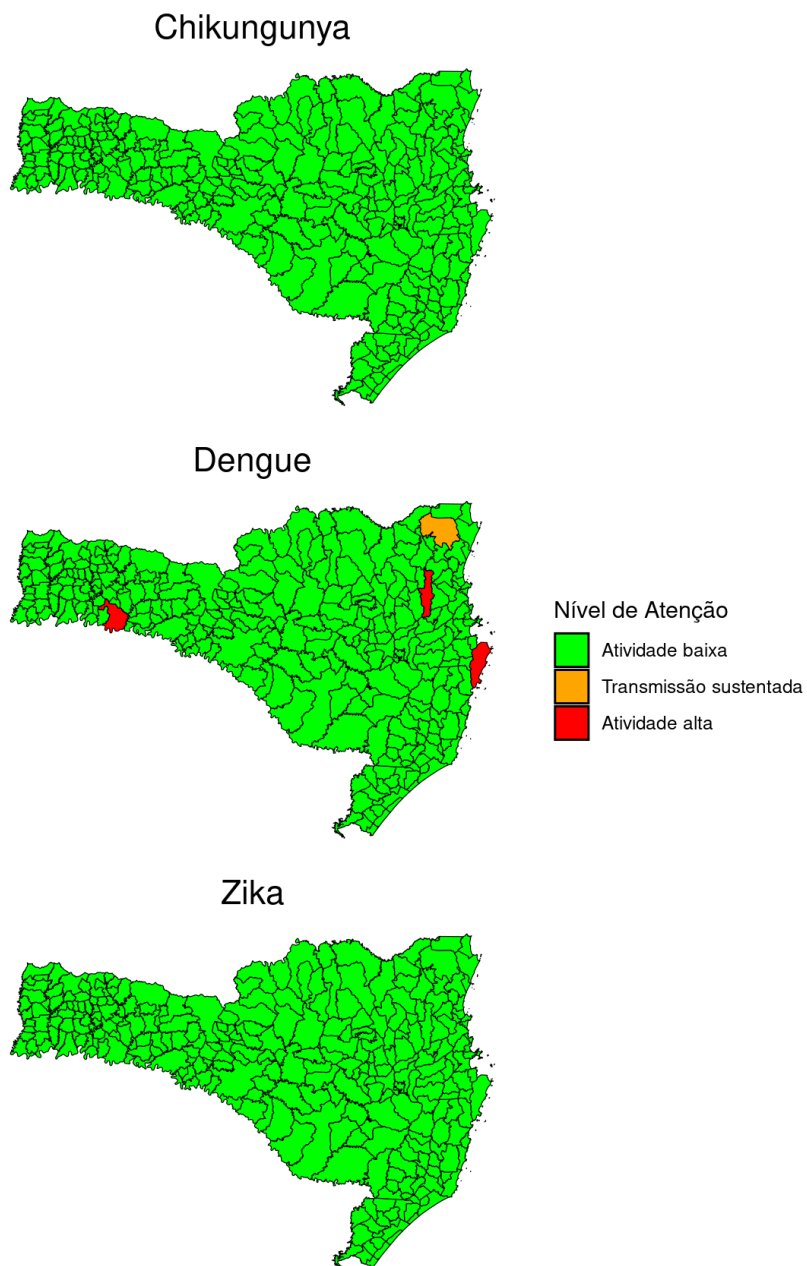 Chikungunya
Dengue
Nível de Atenção
Atividade baixa
Transmissão sustentada
Atividade alta
Zika